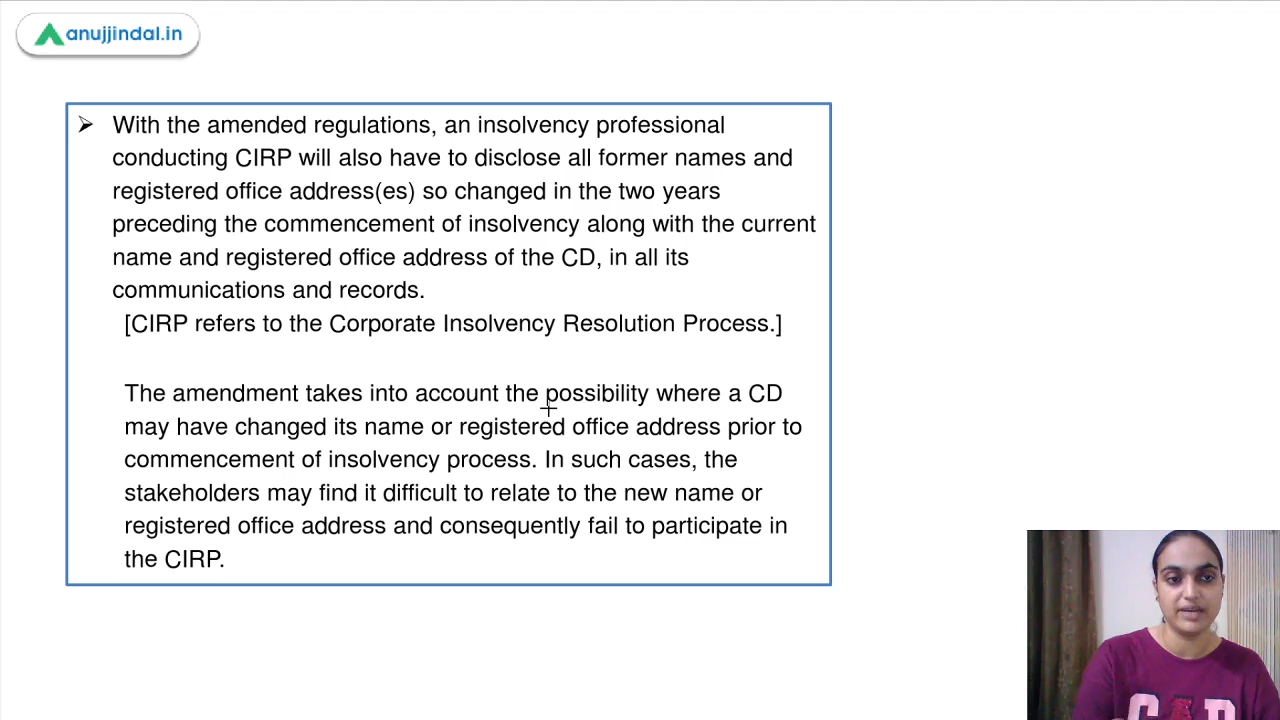 anujjindal.in
➢ With the amended regulations, an insolvency professional
conducting CIRP will also have to disclose all former names and
registered office address(es) so changed in the two years
preceding the commencement of insolvency along with the current
name and registered office address of the CD, in all its
communications and records.
[CIRP refers to the Corporate Insolvency Resolution Process.]
The amendment takes into account the possibility where a CD
may have changed its name or registered office address prior to
commencement of insolvency process. In such cases, the
stakeholders may find it difficult to relate to the new name or
registered office address and consequently fail to participate in
the CIRP.